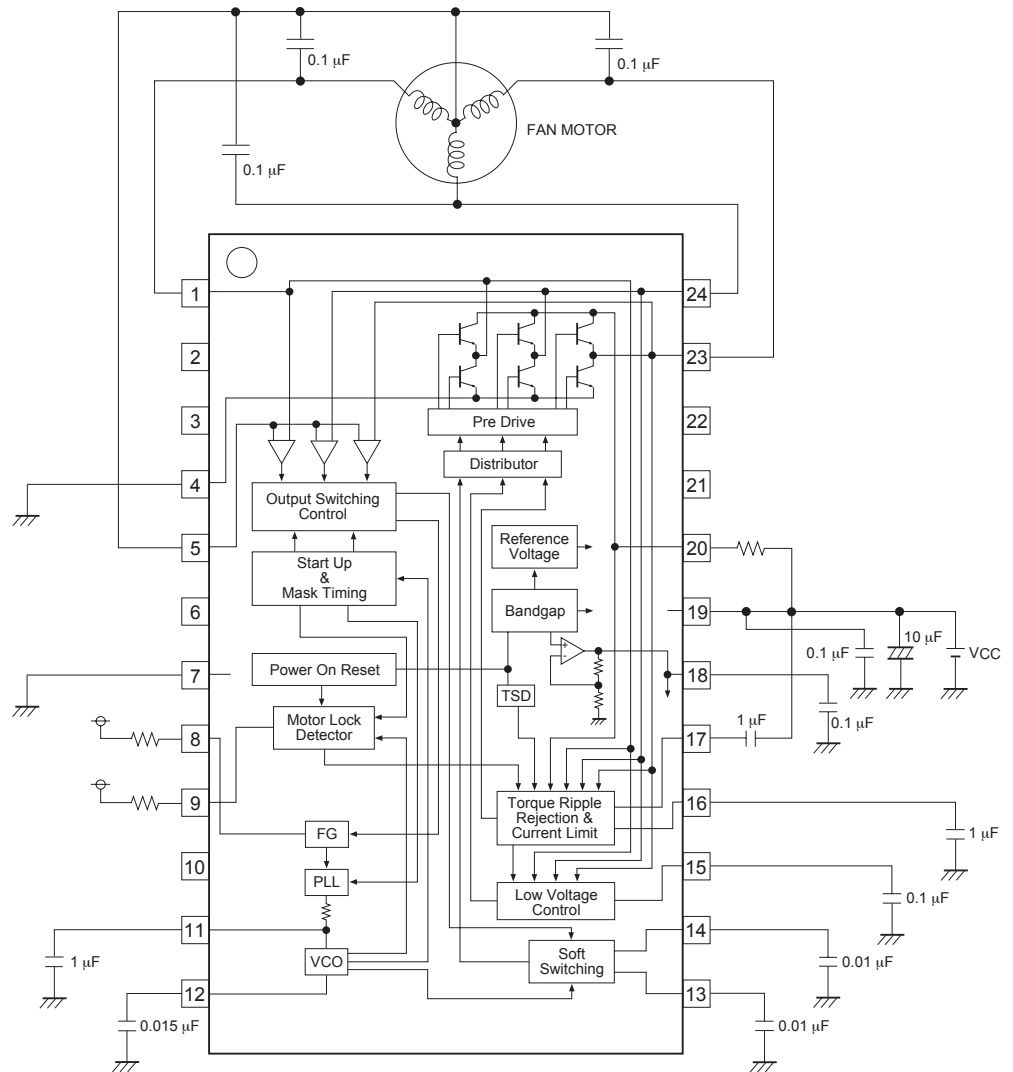 0.1 μF
0.1 μF
FAN MOTOR
0.1 μF
1
24
2
23
3
22
Pre Drive
4
Distributor
21
Output Switching
Control
5
Reference
Voltage
20
Start Up
&
Mask Timing
6
Bandgap
+
-
19
0.1 μF
10 μF
VCC
7
Power On Reset
TSD
18
0.1 μF
8
Motor Lock
Detector
17
1 μF
9
Torque Ripple
Rejection &
Current Limit
16
1 μF
FG
10
PLL
Low Voltage
Control
15
0.1 μF
11
1 μF
VCO
Soft
Switching
14
0.01 μF
12
13
0.015 μF
0.01 μF